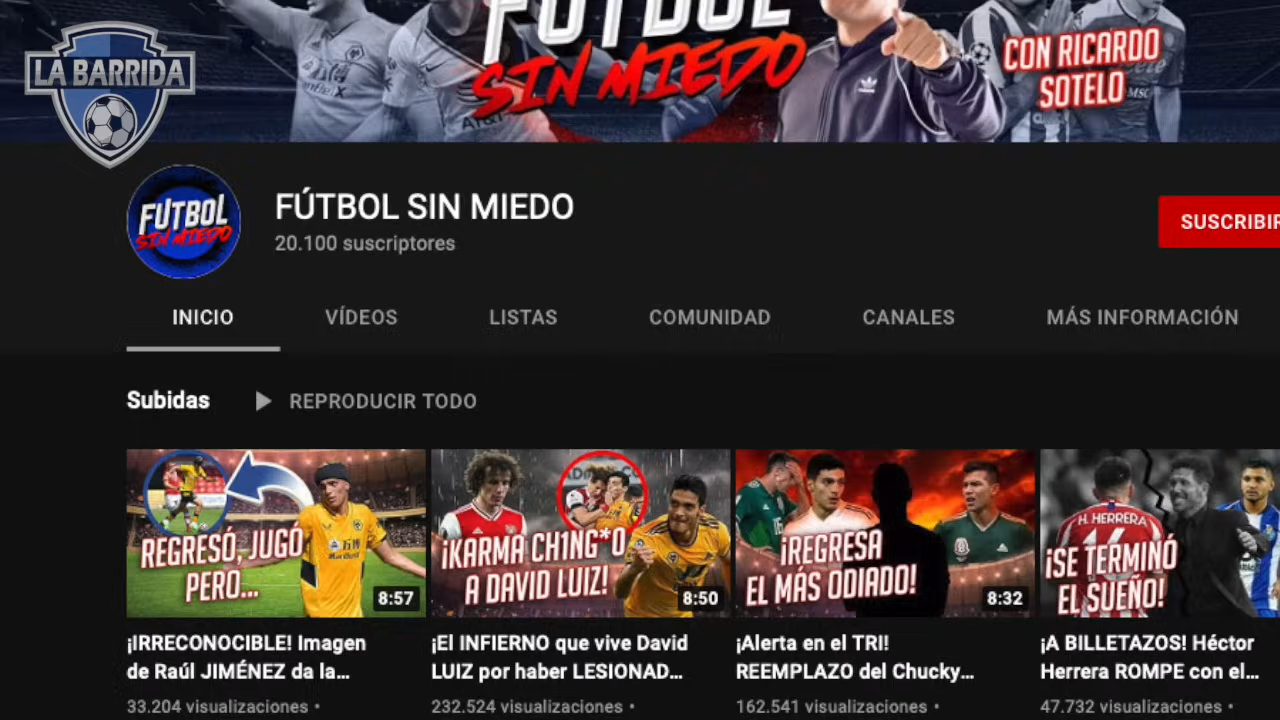 FÚTBOL
SIN MIEDO
CON RICARDO
SOTELO
LA BARRIDA
FÚTBOL
SIN MIEDO
FÚTBOL SIN MIEDO
20.100 suscriptores
SUSCRIBIR
INICIO
VÍDEOS
LISTAS
COMUNIDAD
CANALES
MÁS INFORMACIÓN
Subidas
REPRODUCIR TODO
REGRESÓ, JUGÓ
PERO...
8:57
¡KARMA CH1NG*O
A DAVID LUIZ!
8:50
¡REGRESA
EL MÁS ODIADO!
8:32
H. HERRERA
16
¡SE TERMINÓ
EL SUEÑO!
¡IRRECONOCIBLE! Imagen
de Raúl JIMÉNEZ da la...
33.204 visualizaciones •
¡El INFIERNO que vive David
LUIZ por haber LESIONAD...
232.524 visualizaciones •
¡Alerta en el TRI!
REEMPLAZO del Chucky...
162.541 visualizaciones •
¡A BILLETAZOS! Héctor
Herrera ROMPE con el...
47.732 visualizaciones •